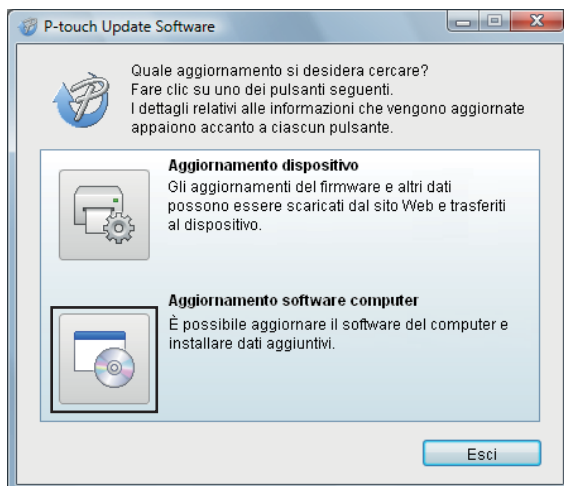 P-touch Update Software
Quale aggiornamento si desidera cercare?
Fare clic su uno dei pulsanti seguenti.
I dettagli relativi alle informazioni che vengono aggiornate
appaiono accanto a ciascun pulsante.
Aggiornamento dispositivo
Gli aggiornamenti del firmware e altri dati
possono essere scaricati dal sito Web e trasferiti
al dispositivo.
Aggiornamento software computer
È possibile aggiornare il software del computer e
installare dati aggiuntivi.
Esci